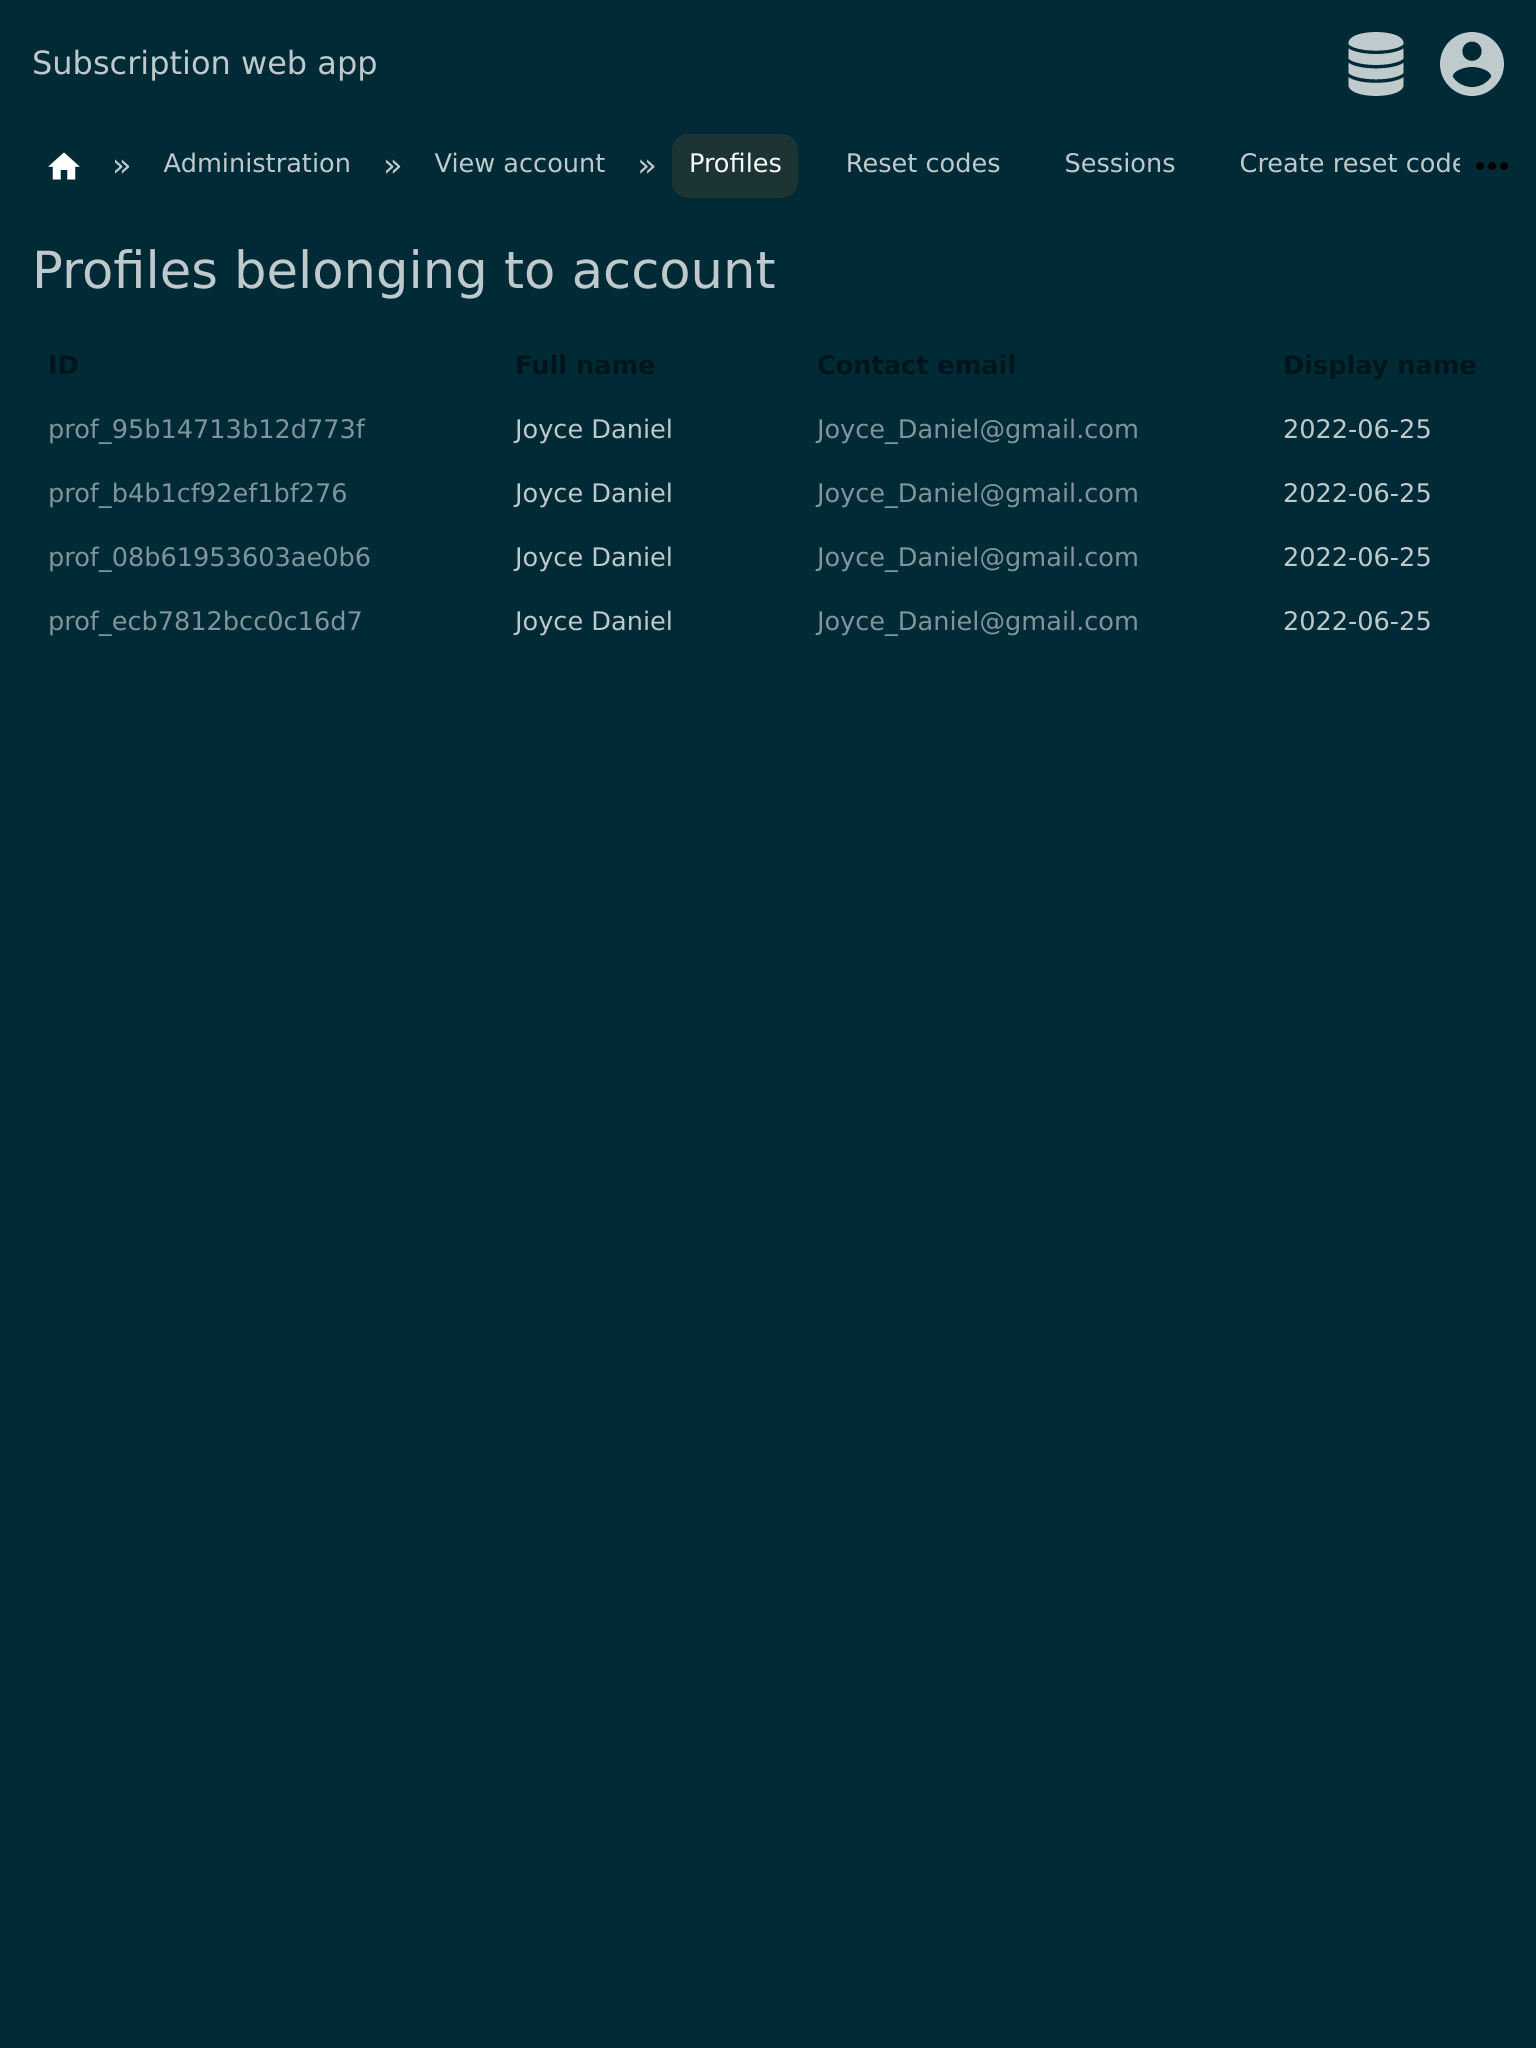 Subscription web app
» Administration » View account » Profiles Reset codes Sessions Create reset code
Profiles belonging to account
ID Full name Contact email Display name
prof_95b14713b12d773f Joyce Daniel Joyce_Daniel@gmail.com 2022-06-25
prof_b4b1cf92ef1bf276 Joyce Daniel Joyce_Daniel@gmail.com 2022-06-25
prof_08b61953603ae0b6 Joyce Daniel Joyce_Daniel@gmail.com 2022-06-25
prof_ecb7812bcc0c16d7 Joyce Daniel Joyce_Daniel@gmail.com 2022-06-25